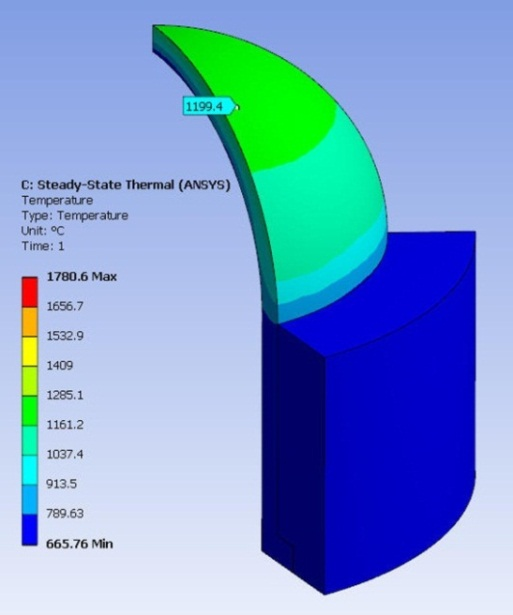 1199.4
C: Steady-State Thermal (ANSYS)
Temperature
Type: Temperature
Unit: ºC
Time: 1
1780.6 Max
1656.7
1532.9
1409
1285.1
1161.2
1037.4
913.5
789.63
665.76 Min